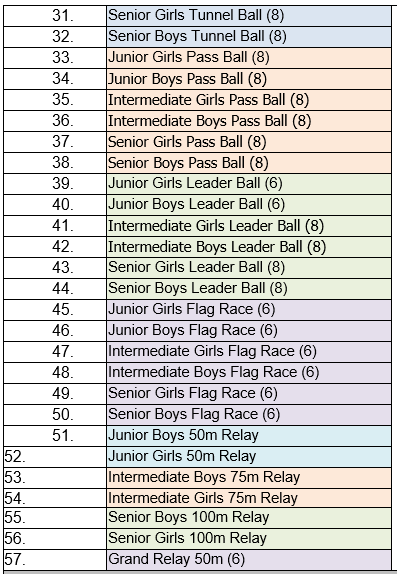 31. Senior Girls Tunnel Ball (8)
32. Senior Boys Tunnel Ball (8)
33. Junior Girls Pass Ball (8)
34. Junior Boys Pass Ball (8)
35. Intermediate Girls Pass Ball (8)
36. Intermediate Boys Pass Ball (8)
37. Senior Girls Pass Ball (8)
38. Senior Boys Pass Ball (8)
39. Junior Girls Leader Ball (6)
40. Junior Boys Leader Ball (6)
41. Intermediate Girls Leader Ball (8)
42. Intermediate Boys Leader Ball (8)
43. Senior Girls Leader Ball (8)
44. Senior Boys Leader Ball (8)
45. Junior Girls Flag Race (6)
46. Junior Boys Flag Race (6)
47. Intermediate Girls Flag Race (6)
48. Intermediate Boys Flag Race (6)
49. Senior Girls Flag Race (6)
50. Senior Boys Flag Race (6)
51. Junior Boys 50m Relay
52. Junior Girls 50m Relay
53. Intermediate Boys 75m Relay
54. Intermediate Girls 75m Relay
55. Senior Boys 100m Relay
56. Senior Girls 100m Relay
57. Grand Relay 50m (6)